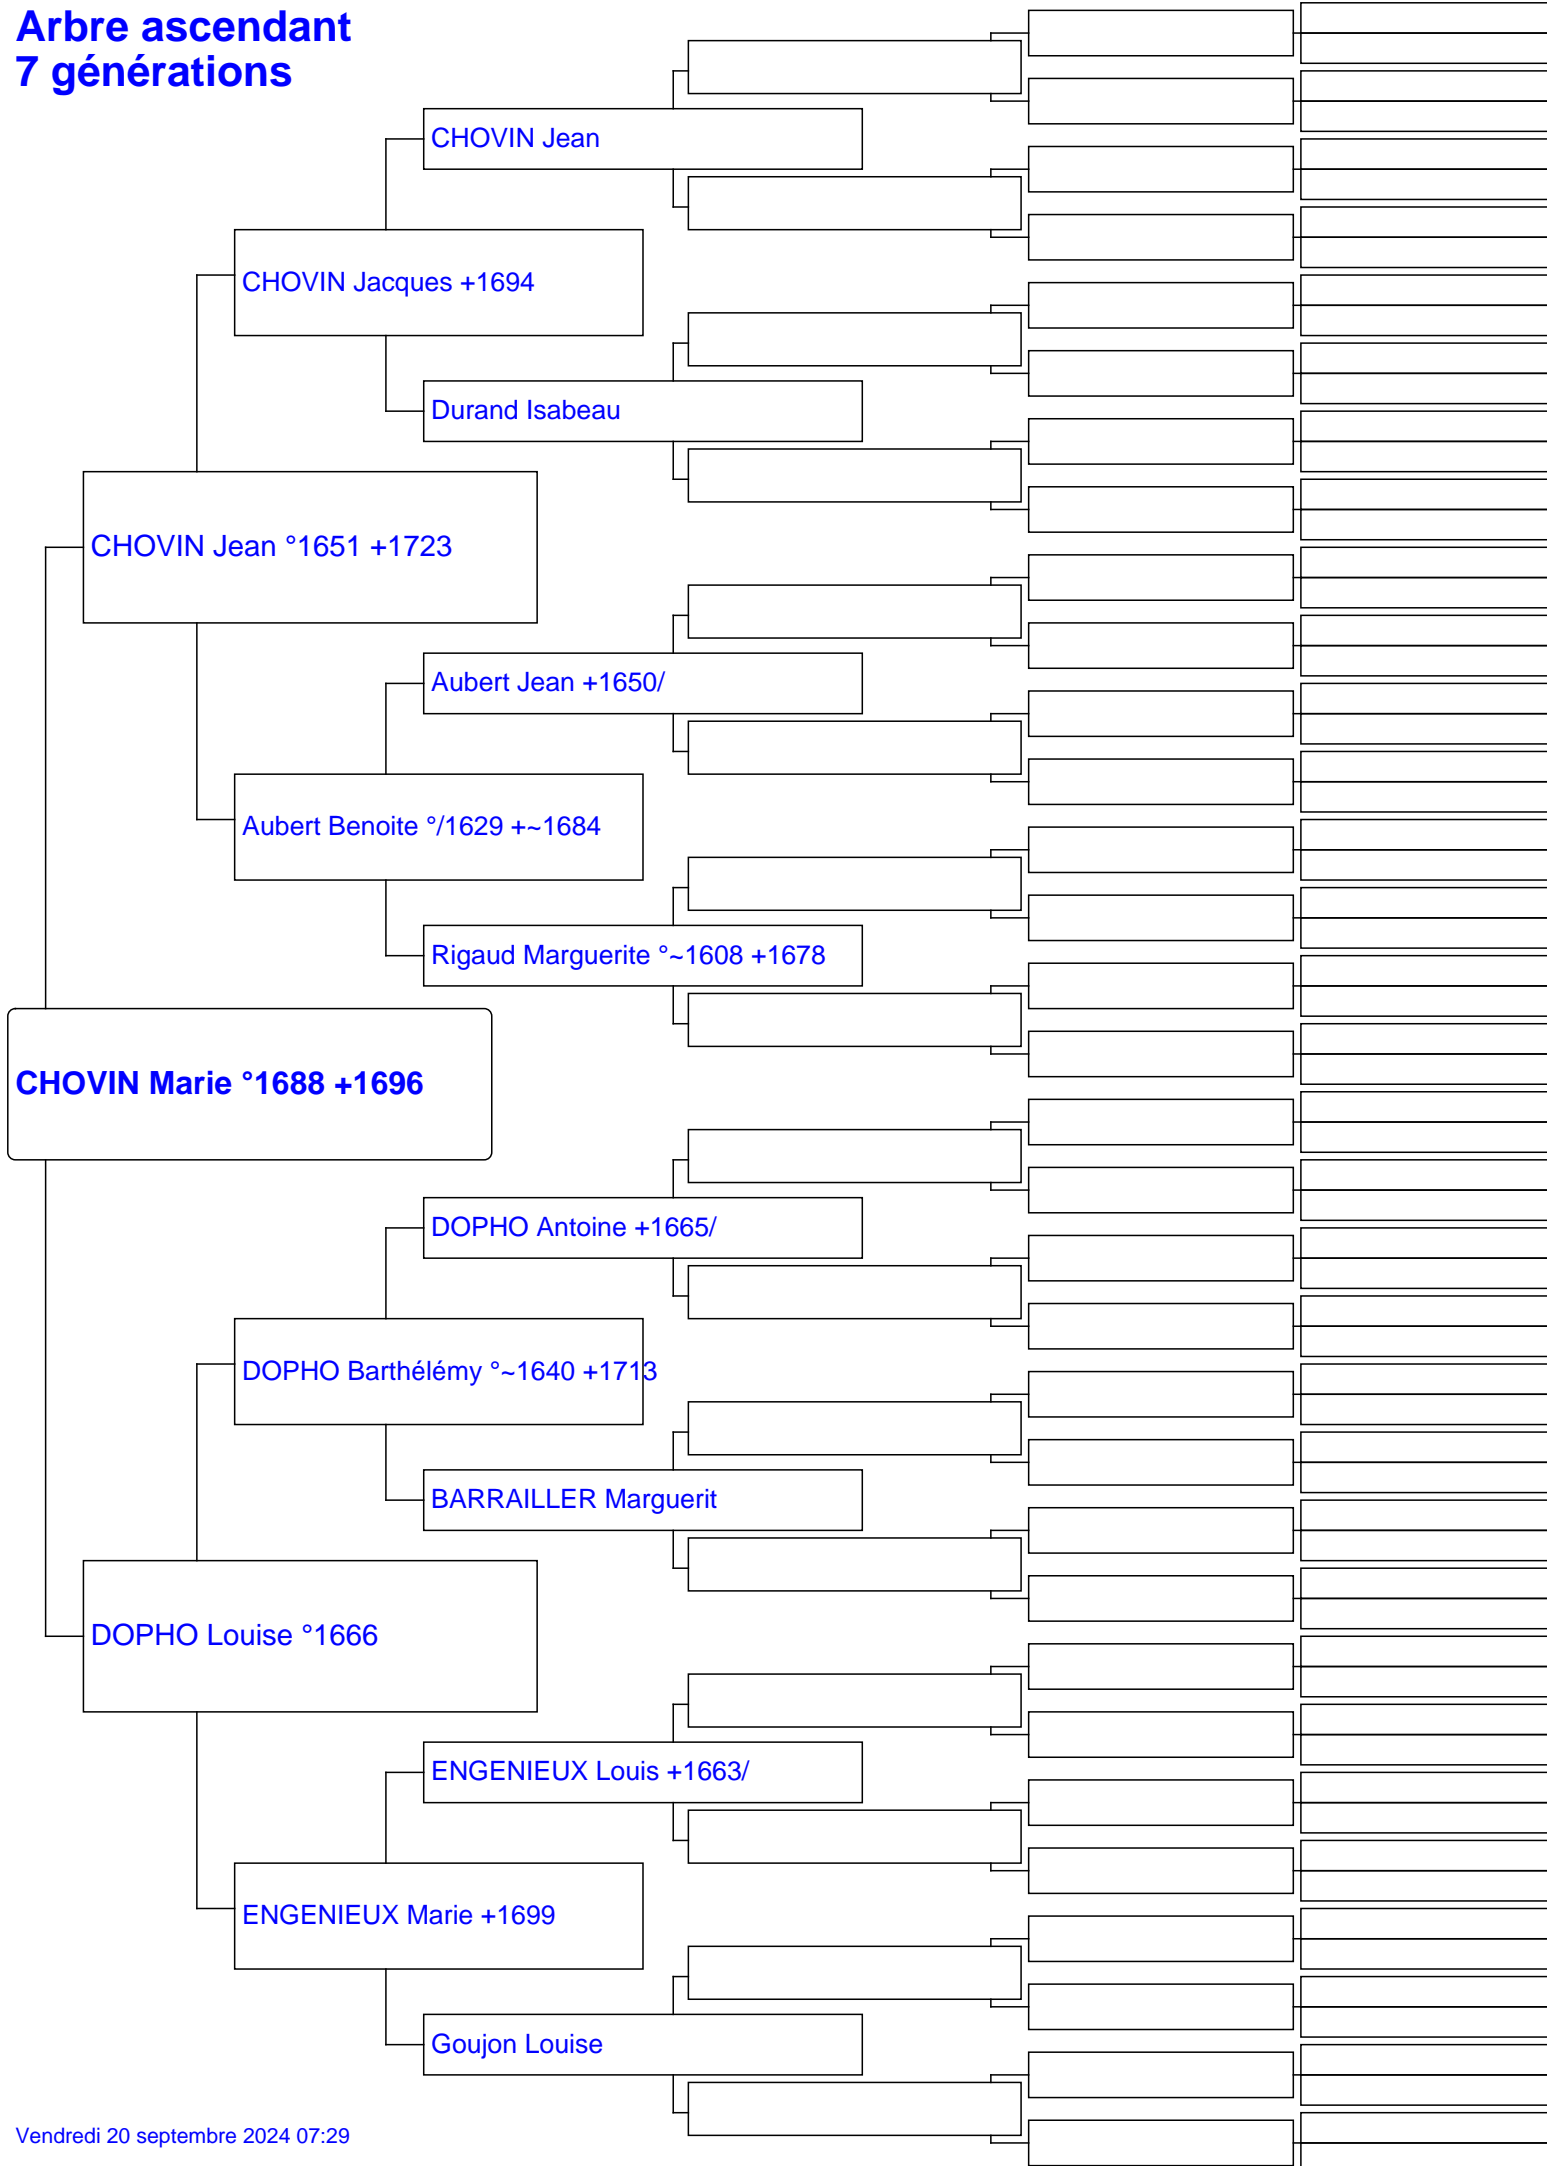 Arbre ascendant
7 générations
CHOVIN Jean
CHOVIN Jacques +1694
Durand Isabeau
CHOVIN Jean °1651 +1723
Aubert Jean +1650/
Aubert Benoite °/1629 +~1684
Rigaud Marguerite °~1608 +1678
CHOVIN Marie °1688 +1696
DOPHO Antoine +1665/
DOPHO Barthélémy °~1640 +1713
BARRAILLER Marguerit
DOPHO Louise °1666
ENGENIEUX Louis +1663/
ENGENIEUX Marie +1699
Goujon Louise
Vendredi 20 septembre 2024 07:29